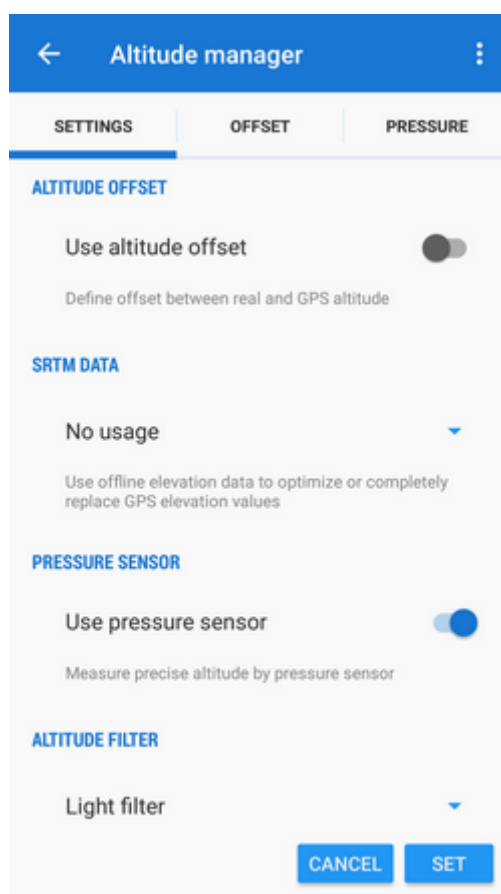 Altitude manager
SETTINGS OFFSET PRESSURE
ALTITUDE OFFSET
Use altitude offset
Define offset between real and GPS altitude
SRTM DATA
No usage
Use offline elevation data to optimize or completely
replace GPS elevation values
PRESSURE SENSOR
Use pressure sensor
Measure precise altitude by pressure sensor
ALTITUDE FILTER
Light filter
CANCEL SET